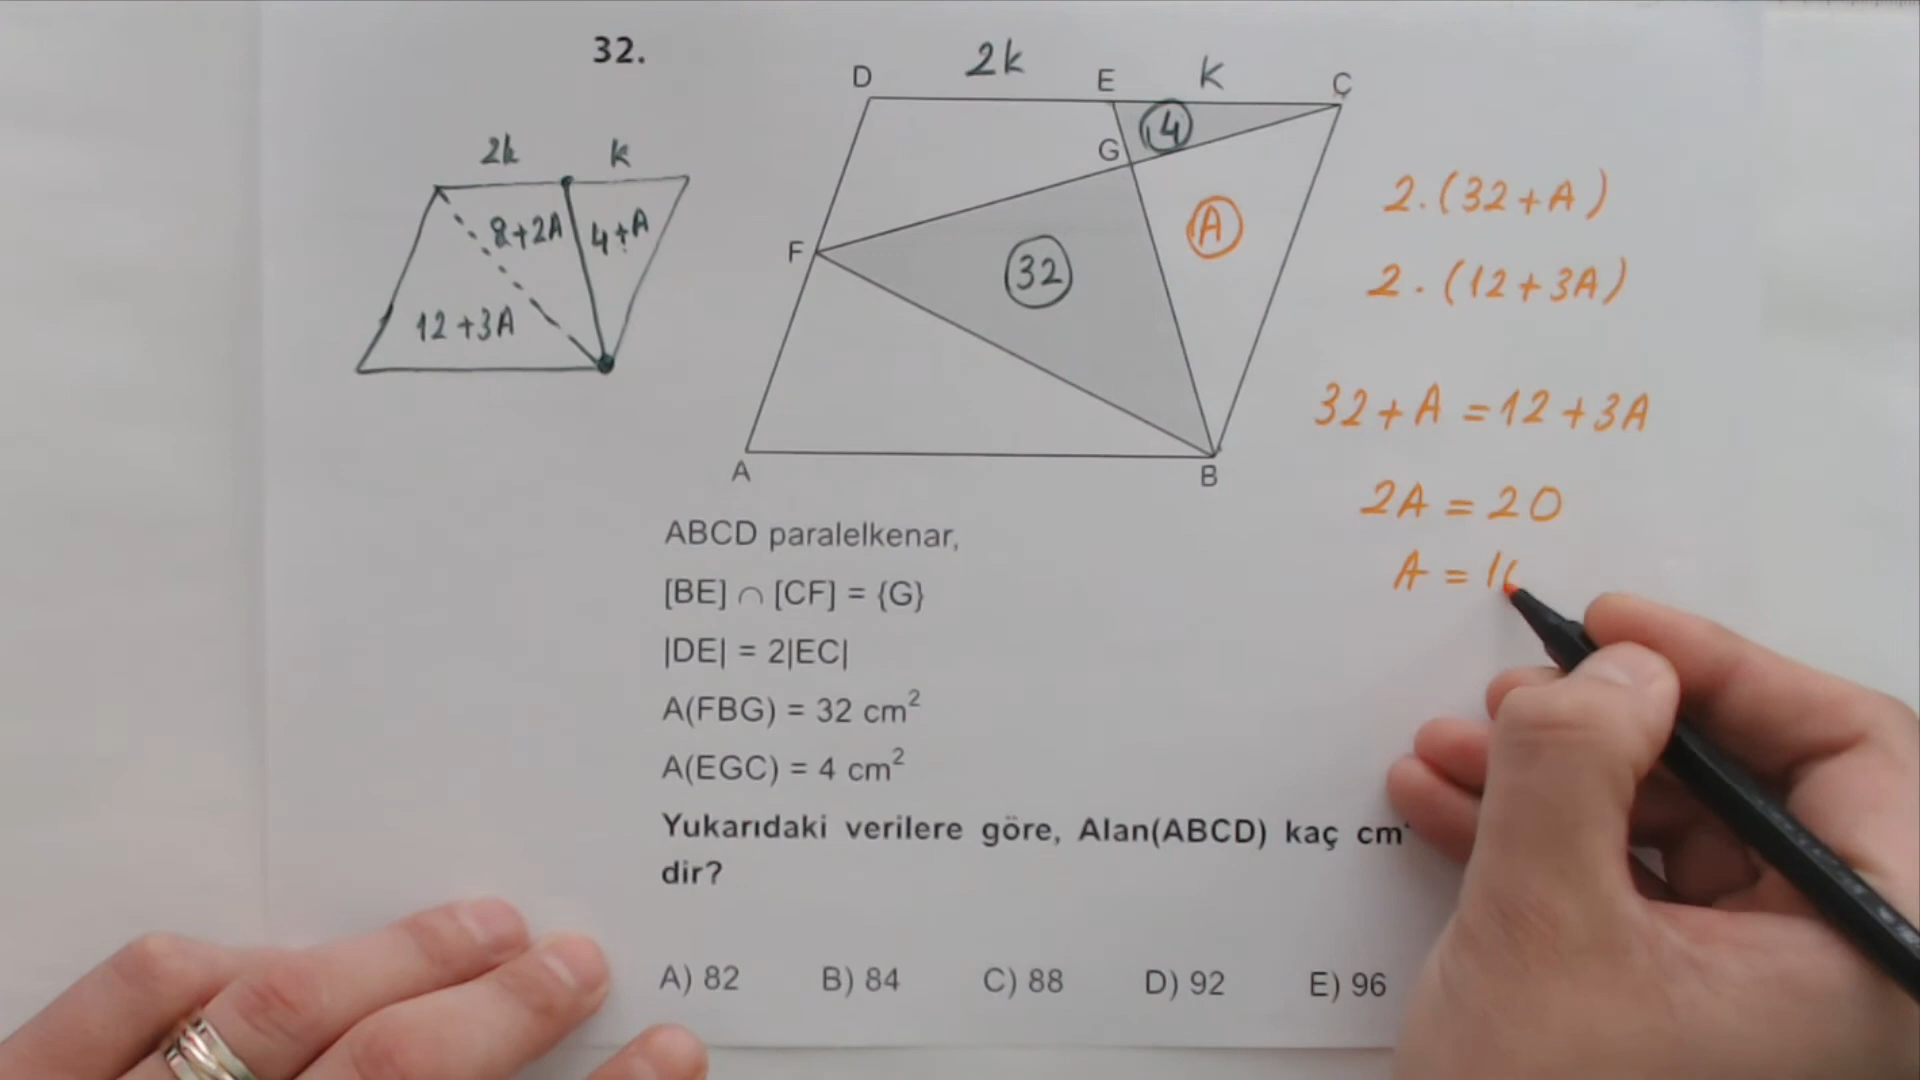 32.
2k
k
D
E
Ç
4
G
2k
k
8+2A
4+A
12+3A
A
F
32
A
B
2.(32+A)
2.(12+3A)
32+A=12+3A
2A=20
A=1
ABCD paralelkenar,
[BE] ∩ [CF] = {G}
|DE| = 2|EC|
A(FBG) = 32 cm²
A(EGC) = 4 cm²
Yukarıdaki verilere göre, Alan(ABCD) kaç cm
dir?
A) 82 B) 84 C) 88 D) 92 E) 96